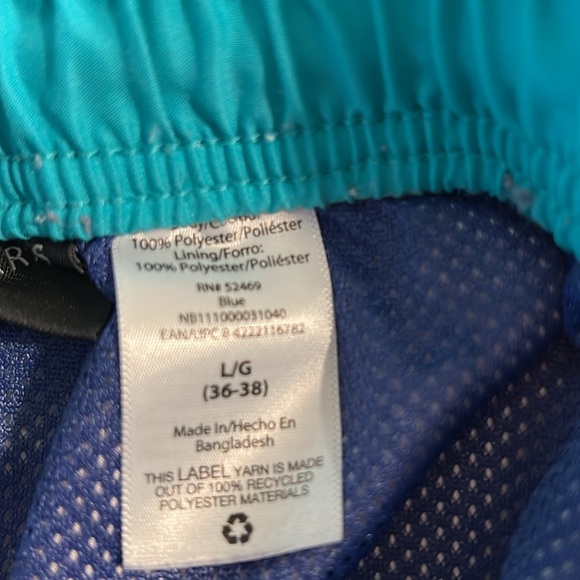 100% Polyester/Poliéster
Lining/Forro:
100% Polyester/Poliéster
RN# 52469
Blue
NB111000031040
EAN/UPC 8 4222116782
L/G
(36-38)
Made In/Hecho En
Bangladesh
THIS LABEL YARN IS MADE
OUT OF 100% RECYCLED
POLYESTER MATERIALS